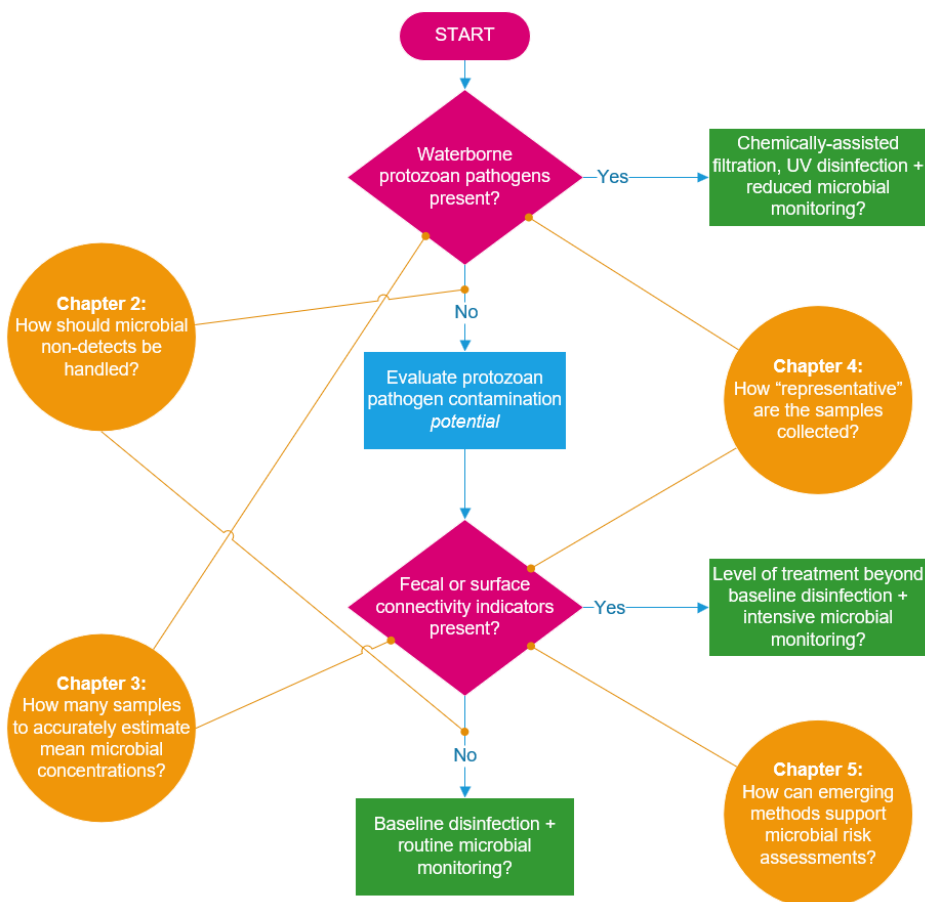 START
Waterborne
protozoan pathogens
present?
Yes
Chemically-assisted
filtration, UV disinfection +
reduced microbial
monitoring?
Chapter 2:
How should microbial
non-detects be
handled?
No
Evaluate protozoan
pathogen contamination
potential
Chapter 4:
How “representative”
are the samples
collected?
Fecal or surface
connectivity indicators
present?
Yes
Level of treatment beyond
baseline disinfection +
intensive microbial
monitoring?
Chapter 3:
How many samples
to accurately estimate
mean microbial
concentrations?
No
Baseline disinfection +
routine microbial
monitoring?
Chapter 5:
How can emerging
methods support
microbial risk
assessments?